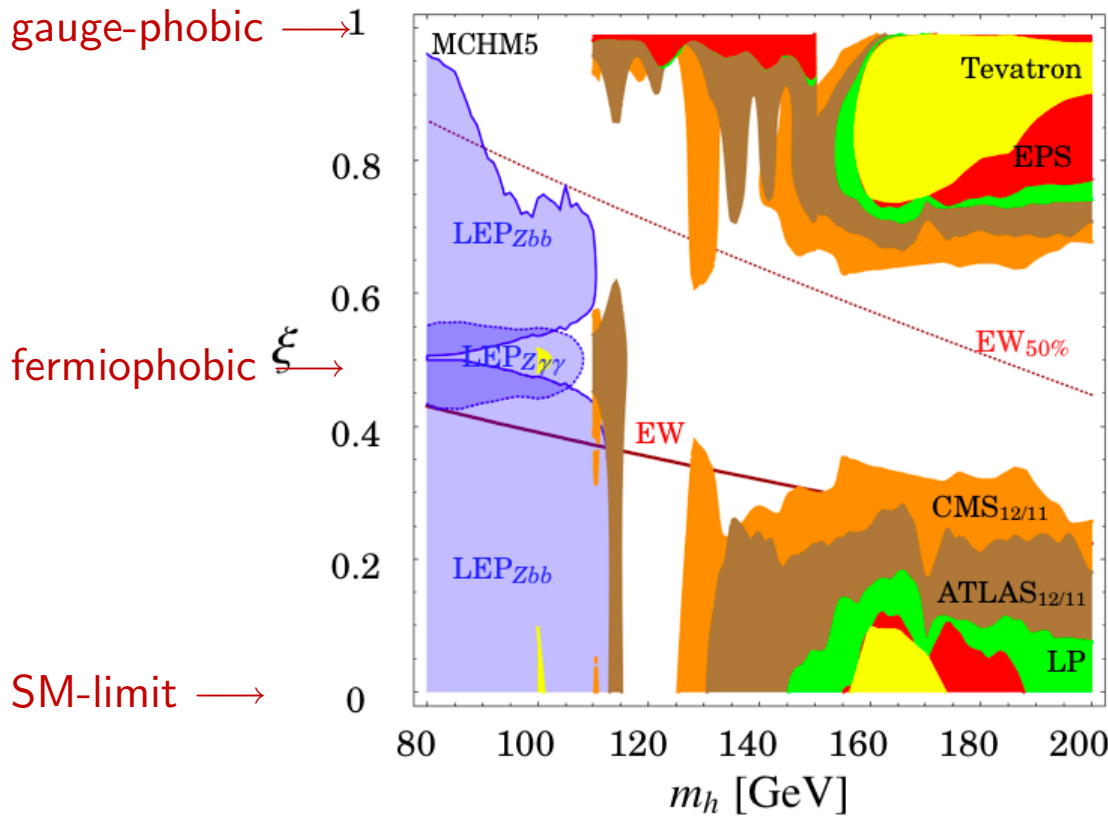 gauge-phobic →
fermiophobic →
SM-limit →
1
0.8
0.6
ξ
0.4
0.2
0
MCHM5
Tevatron
EPS
LEP_Zbb
EW_50%
LEP_Zγγ
EW
CMS_12/11
LEP_Zbb
ATLAS_12/11
LP
80 100 120 140 160 180 200
m_h [GeV]